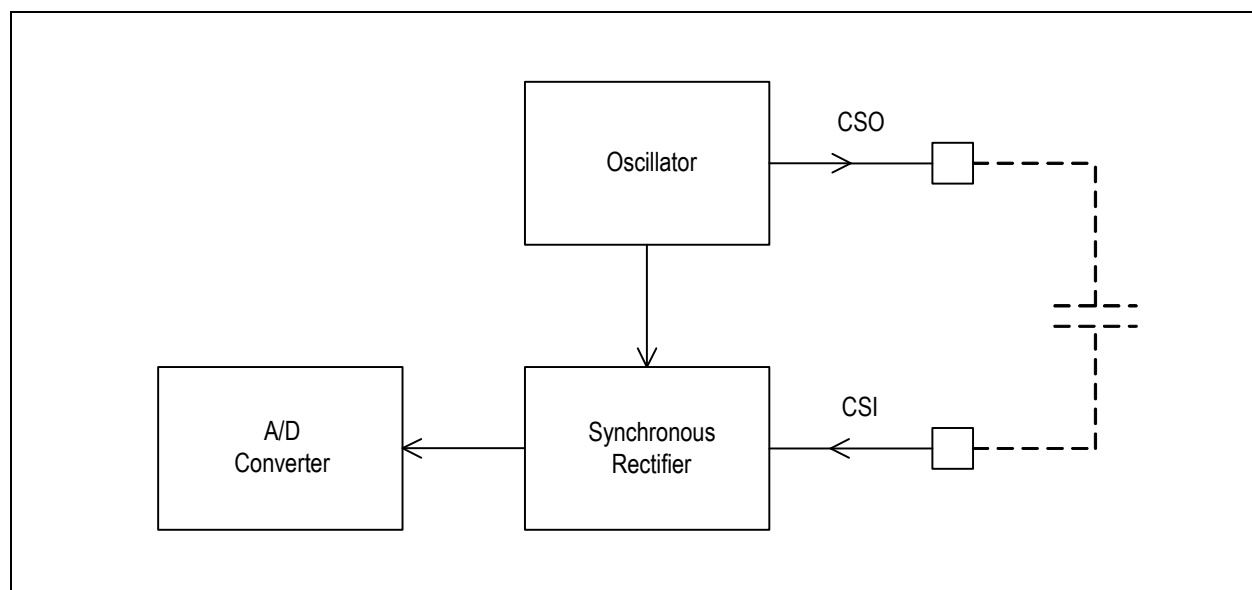 CSO
Oscillator
CSI
A/D
Converter
Synchronous
Rectifier